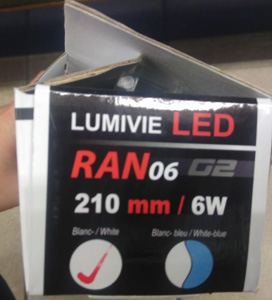 LUMIVIE LED
RAN06 G2
210 mm / 6W
Blanc- / White
Blanc- bleu / White-blue